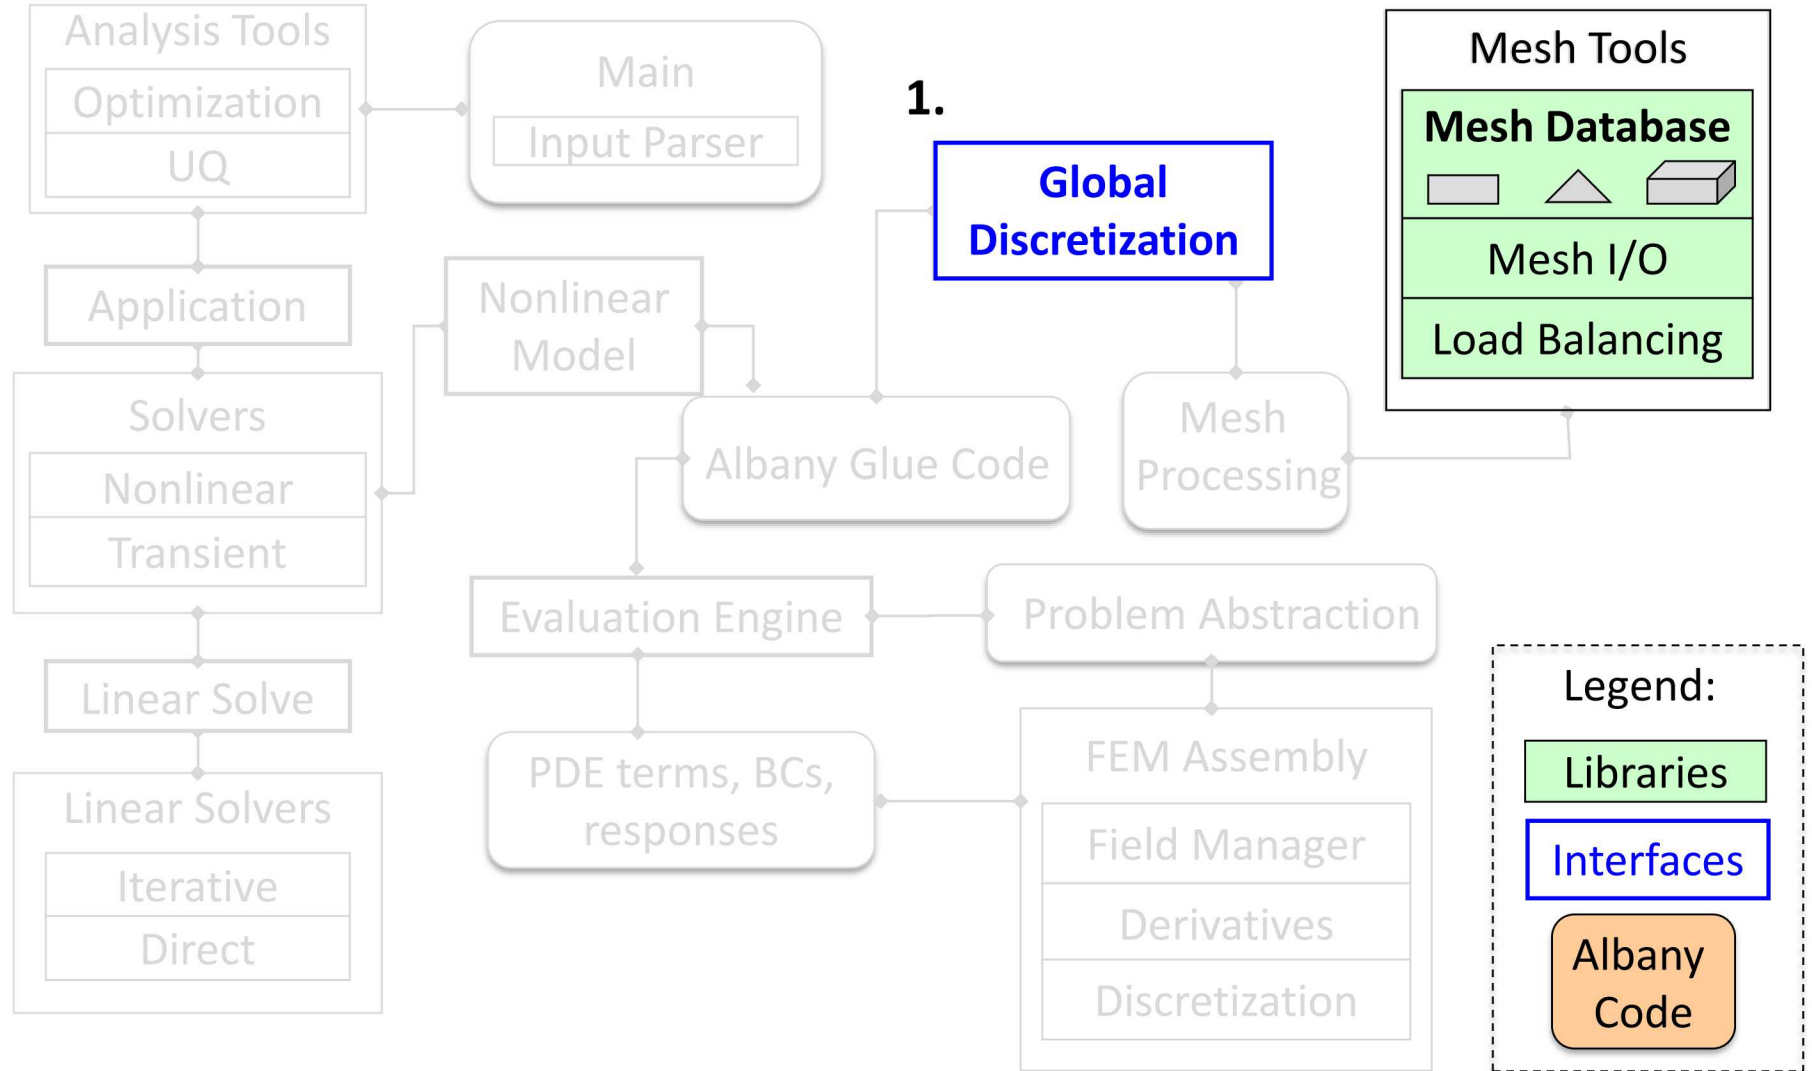 Analysis Tools
Optimization
UQ
Main
Input Parser
1.
Global
Discretization
Mesh Tools
Mesh Database
Mesh I/O
Load Balancing
Application
Nonlinear
Model
Solvers
Nonlinear
Transient
Albany Glue Code
Mesh
Processing
Evaluation Engine
Problem Abstraction
Linear Solve
PDE terms, BCs,
responses
FEM Assembly
Field Manager
Derivatives
Discretization
Linear Solvers
Iterative
Direct
Legend:
Libraries
Interfaces
Albany
Code